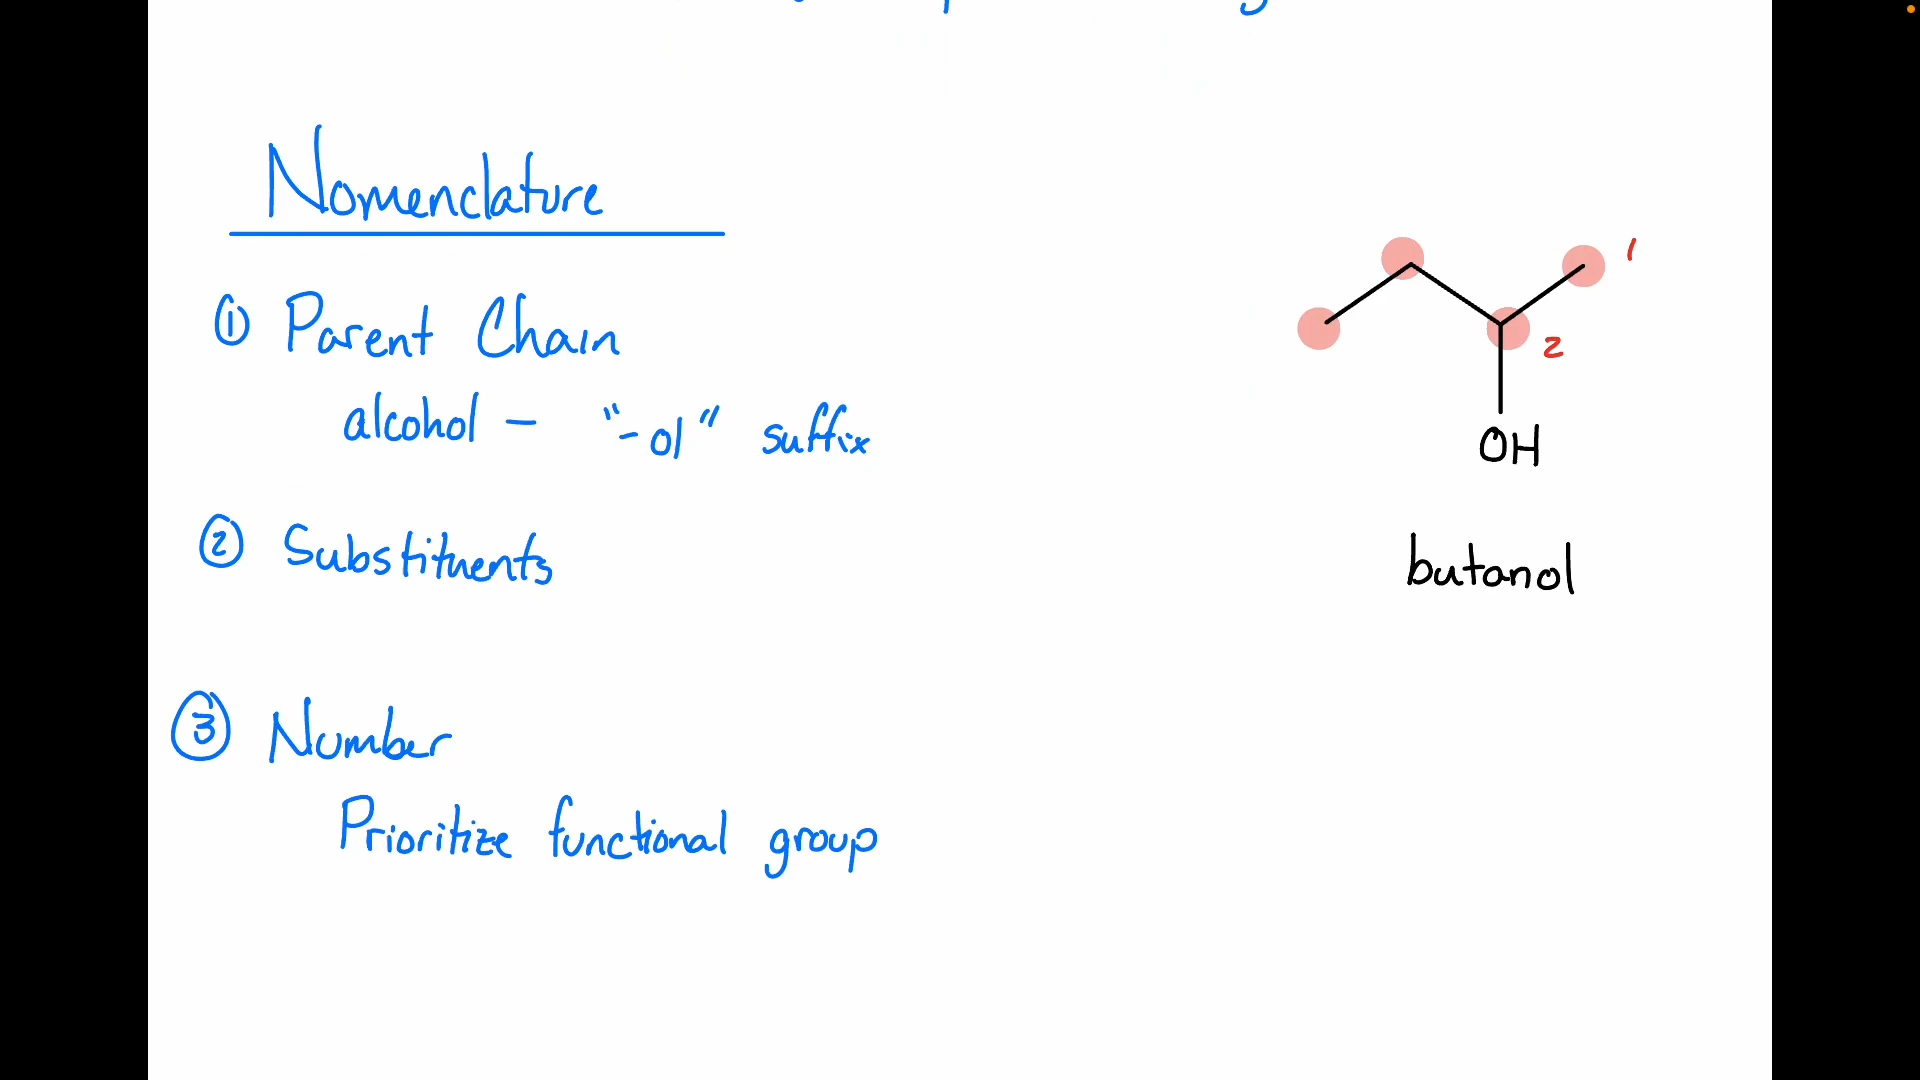 Nomenclature
① Parent Chain
alcohol – "-ol" suffix
② Substituents
③ Number
Prioritize functional group
1
2
OH
butanol